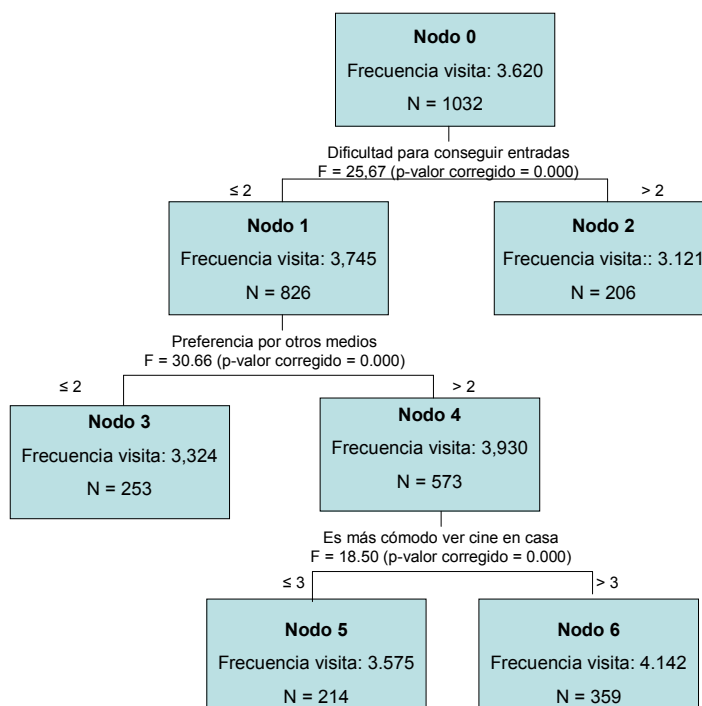 Nodo 0
Frecuencia visita: 3.620
N = 1032
Dificultad para conseguir entradas
F = 25,67 (p-valor corregido = 0.000)
≤ 2
> 2
Nodo 1
Frecuencia visita: 3,745
N = 826
Nodo 2
Frecuencia visita:: 3.121
N = 206
Preferencia por otros medios
F = 30.66 (p-valor corregido = 0.000)
≤ 2
> 2
Nodo 3
Frecuencia visita: 3,324
N = 253
Nodo 4
Frecuencia visita: 3,930
N = 573
Es más cómodo ver cine en casa
F = 18.50 (p-valor corregido = 0.000)
≤ 3
> 3
Nodo 5
Frecuencia visita: 3.575
N = 214
Nodo 6
Frecuencia visita: 4.142
N = 359